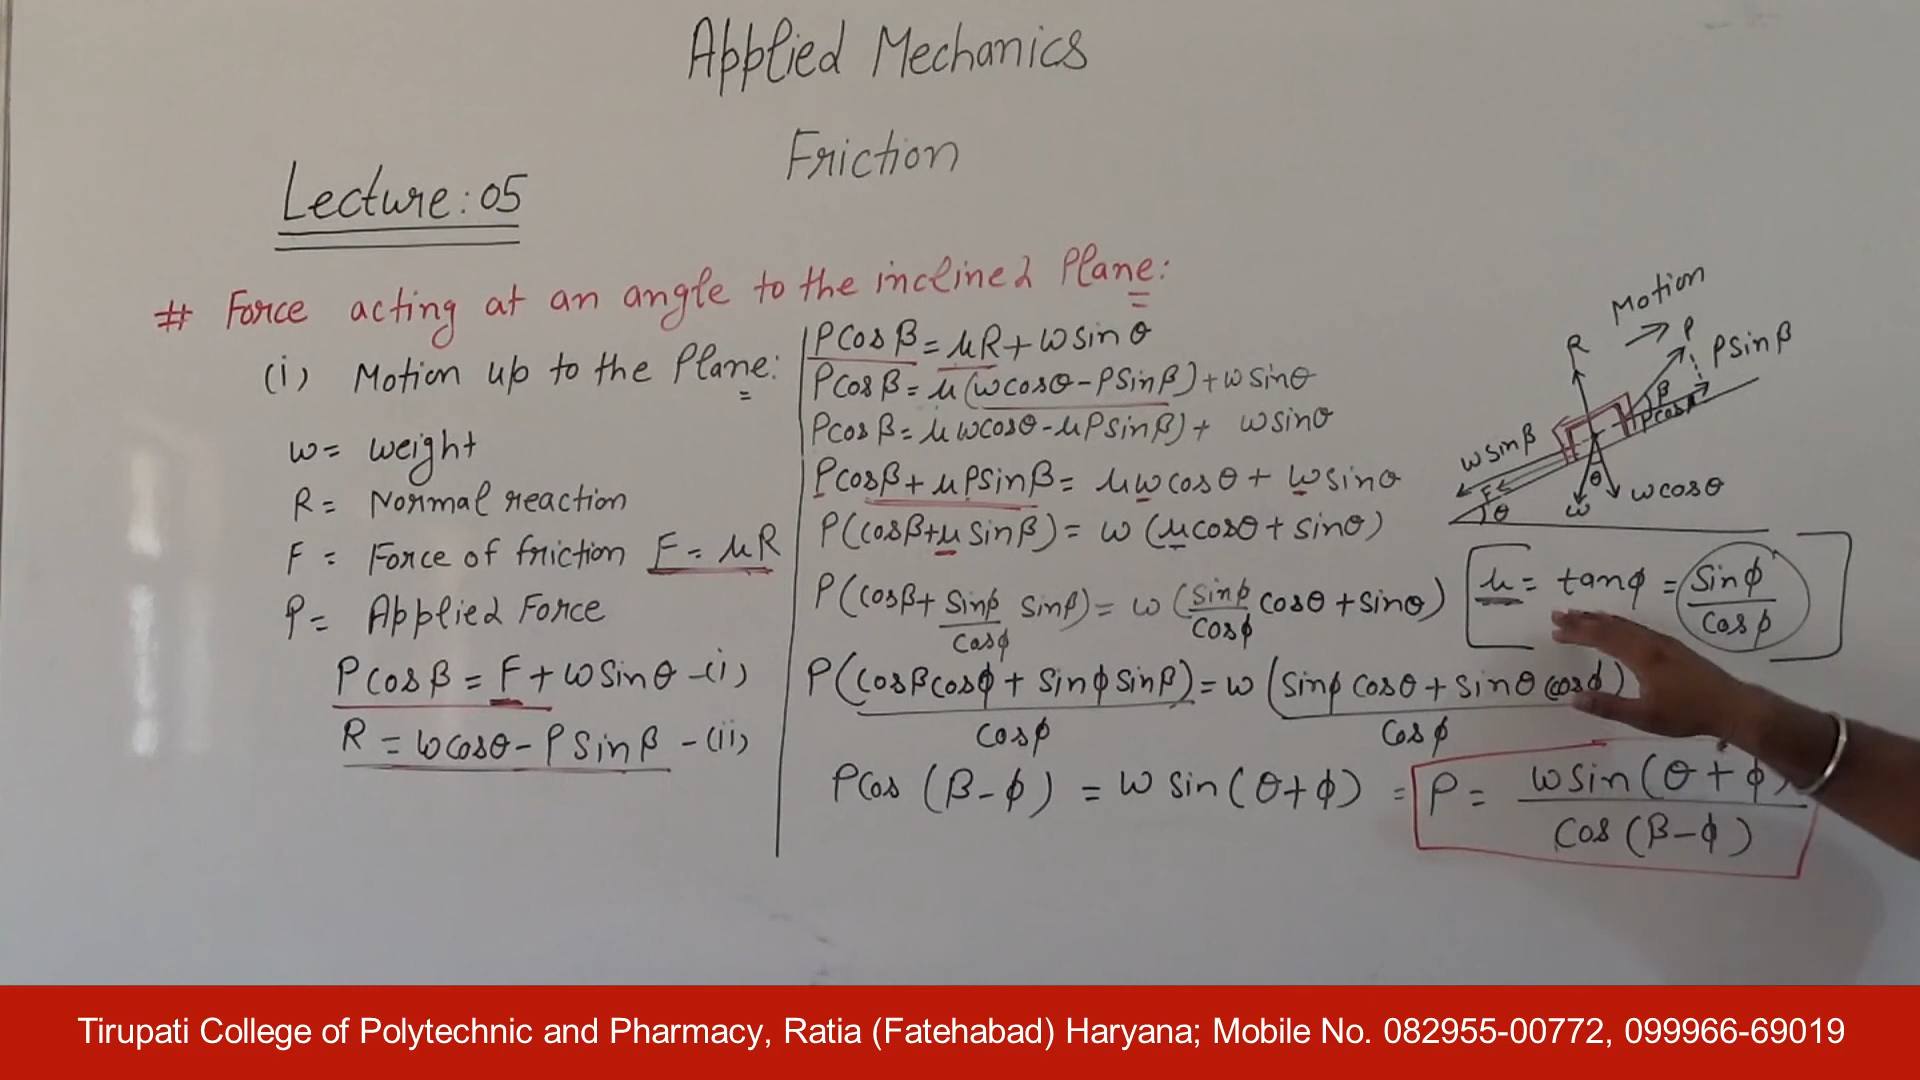 Applied Mechanics
Friction
Lecture: 05
# Force acting at an angle to the inclined Plane:
(i) Motion up to the Plane:
w = weight
R = Normal reaction
F = Force of friction F = μR
P = Applied Force
P cos β = F + w sin θ -(i)
R = w cos θ - P sin β -(ii)
P cos β = μR + w sin θ
P cos β = μ (w cos θ - P sin β) + w sin θ
P cos β = μ w cos θ - μ P sin β) + w sin θ
P cos β + μ P sin β = μ w cos θ + w sin θ
P (cos β + μ sin β) = w (μ cos θ + sin θ)
P (cos β + sin ϕ/cos ϕ sin β) = w (sin ϕ/cos ϕ cos θ + sin θ)
P (cos β cos ϕ + sin ϕ sin β)/cos ϕ = w (sin ϕ cos θ + sin θ cos ϕ)/cos ϕ
P cos (β - ϕ) = w sin (θ + ϕ) = P = w sin (θ + ϕ)/cos (β - ϕ)
Motion
R
P
P sin β
β
P cos β
w sin β
F
θ
θ
w
w cos θ
μ = tan ϕ = sin ϕ/cos ϕ
Tirupati College of Polytechnic and Pharmacy, Ratia (Fatehabad) Haryana; Mobile No. 082955-00772, 099966-69019